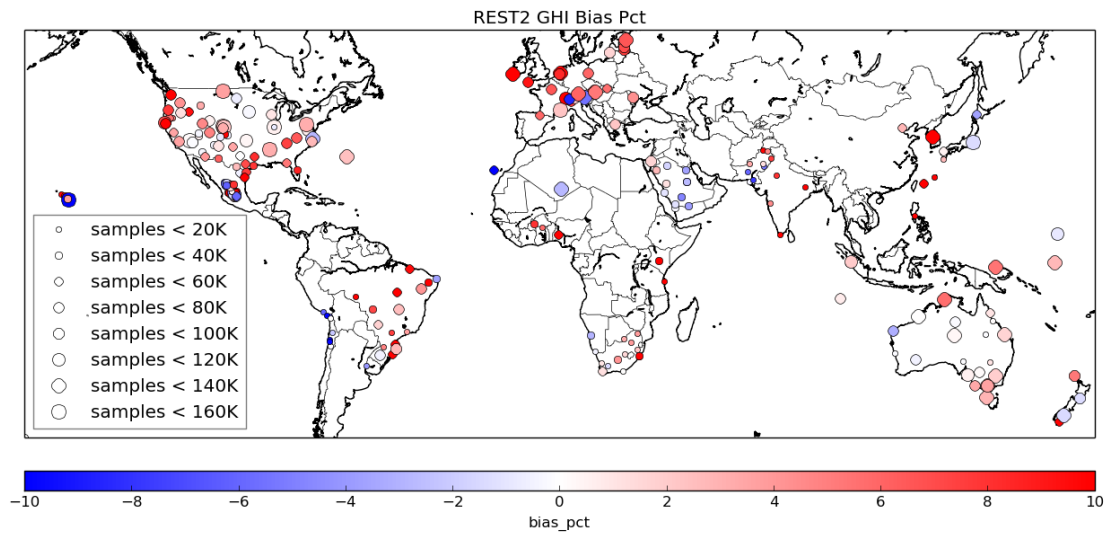 REST2 GHI Bias Pct
samples < 20K
samples < 40K
samples < 60K
samples < 80K
samples < 100K
samples < 120K
samples < 140K
samples < 160K
−10 −8 −6 −4 −2 0 2 4 6 8 10
bias_pct